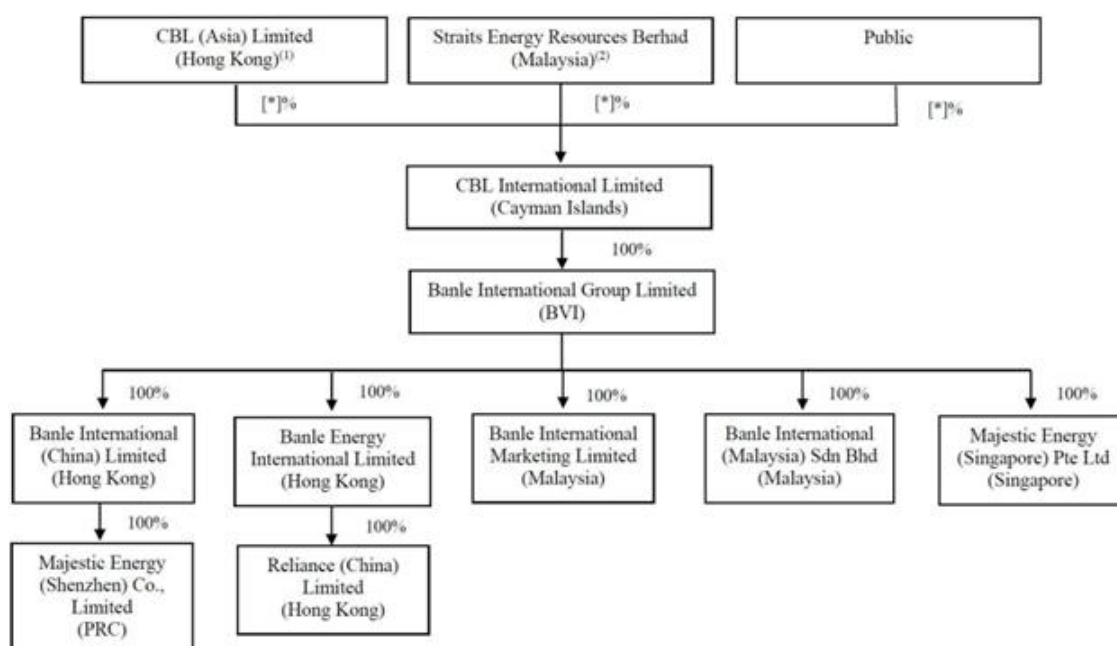 CBL (Asia) Limited
(Hong Kong)(1)
Straits Energy Resources Berhad
(Malaysia)(2)
Public
[*]%
[*]%
[*]%
CBL International Limited
(Cayman Islands)
100%
Banle International Group Limited
(BVI)
100%
100%
100%
100%
100%
Banle International
(China) Limited
(Hong Kong)
Banle Energy
International Limited
(Hong Kong)
Banle International
Marketing Limited
(Malaysia)
Banle International
(Malaysia) Sdn Bhd
(Malaysia)
Majestic Energy
(Singapore) Pte Ltd
(Singapore)
100%
100%
Majestic Energy
(Shenzhen) Co.,
Limited
(PRC)
Reliance (China)
Limited
(Hong Kong)